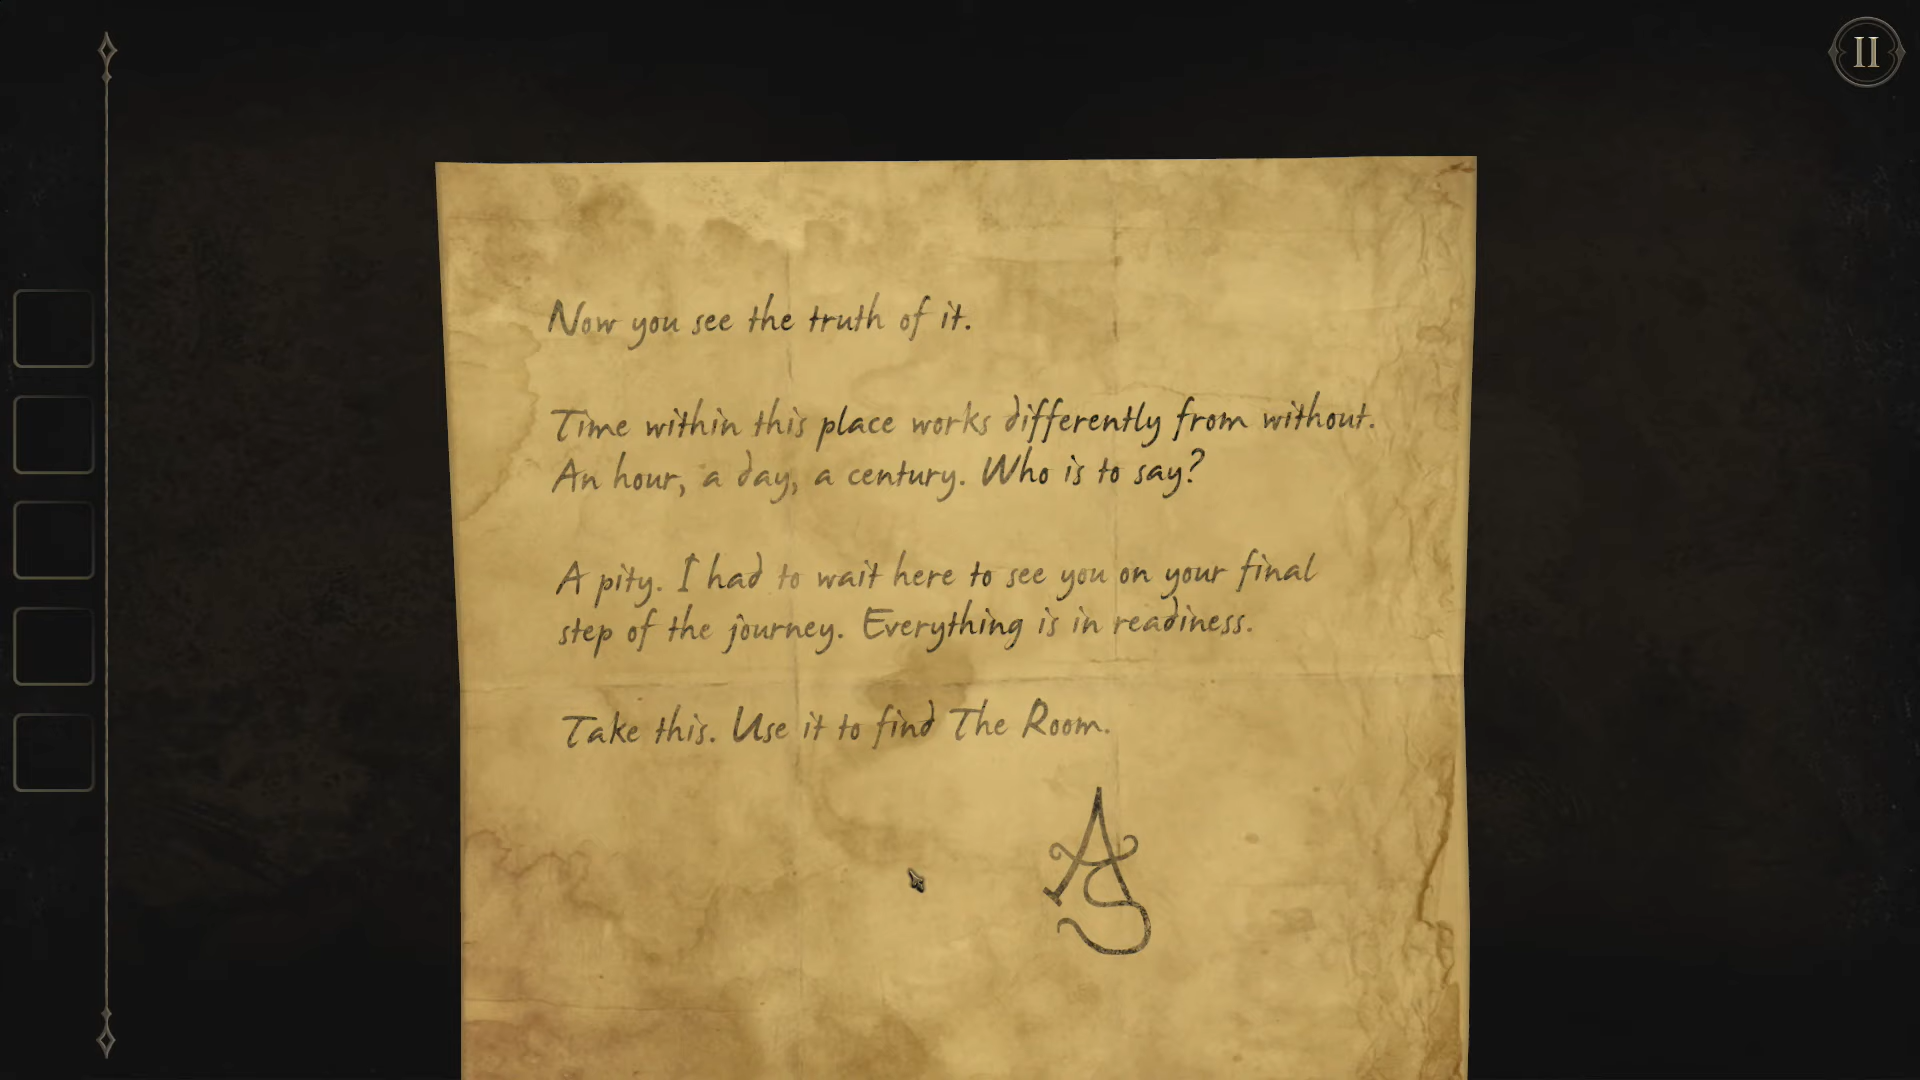 II
Now you see the truth of it.
Time within this place works differently from without.
An hour, a day, a century. Who is to say?
A pity. I had to wait here to see you on your final
step of the journey. Everything is in readiness.
Take this. Use it to find The Room.
AS